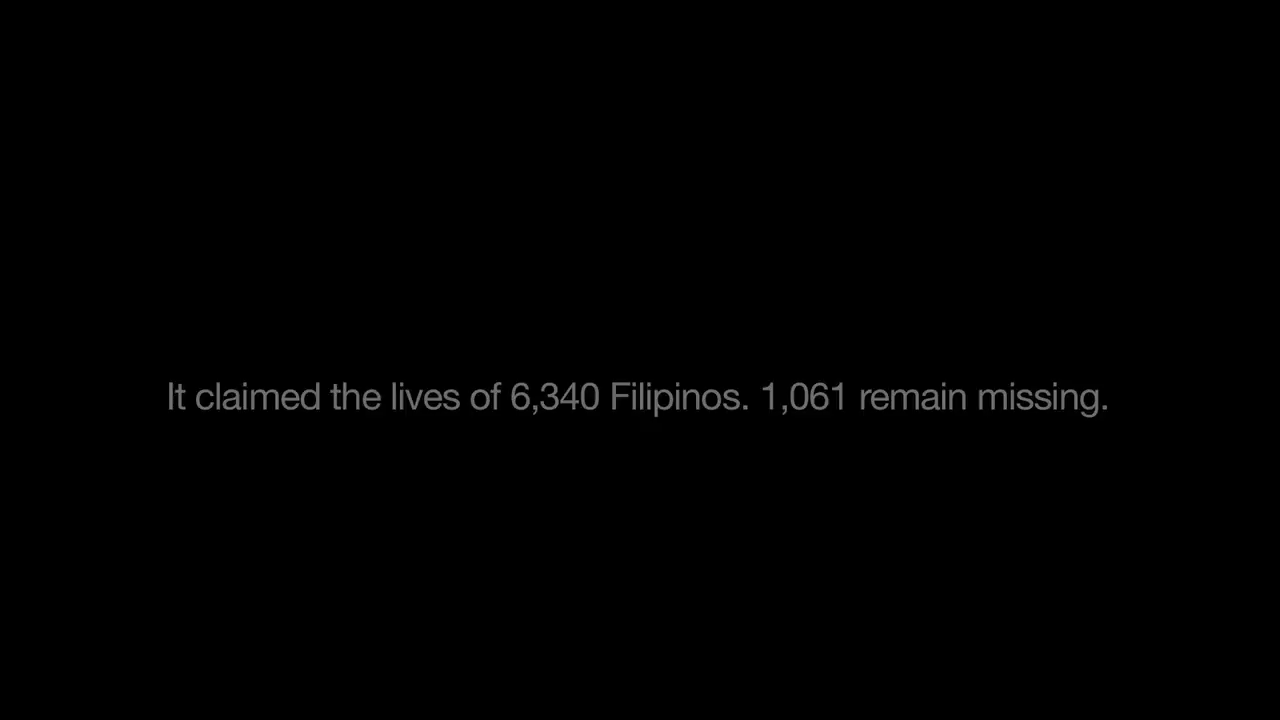 It claimed the lives of 6,340 Filipinos. 1,061 remain missing.